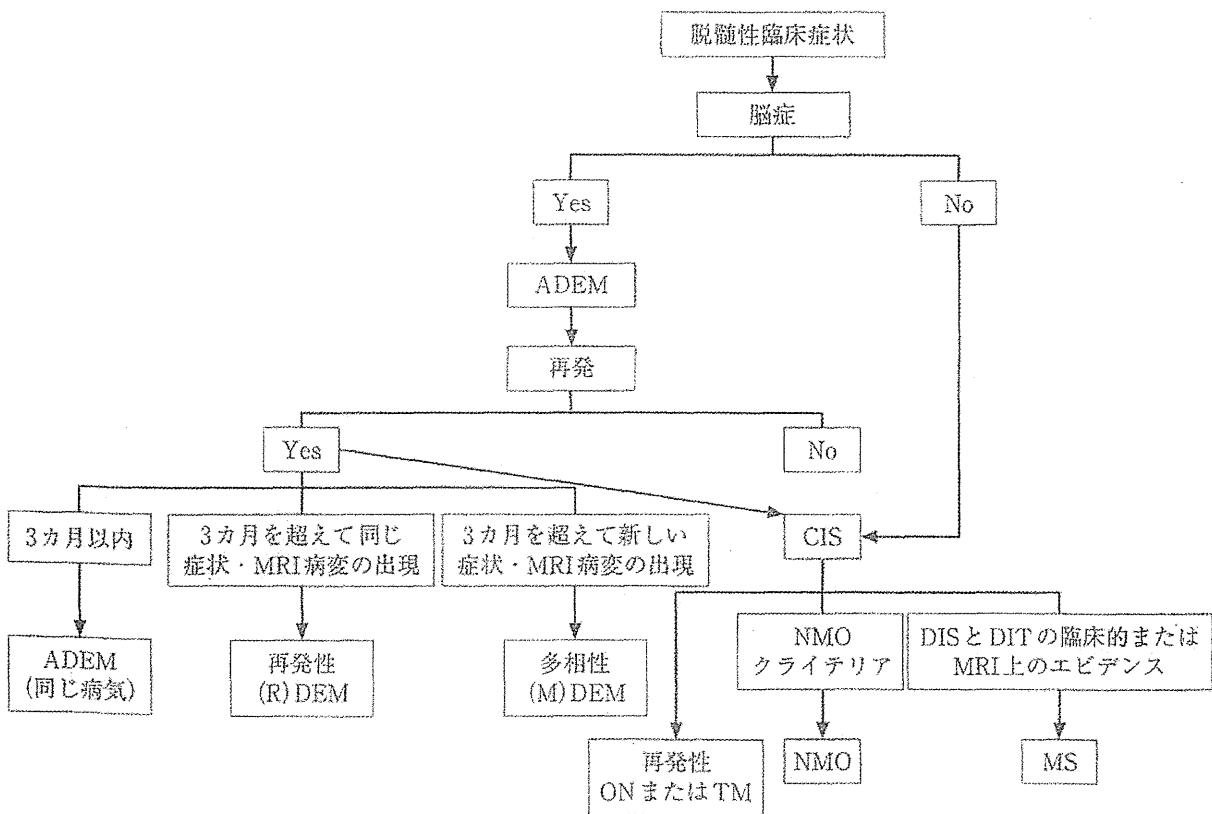 脱髄性臨床症状
脳症
Yes
No
ADEM
再発
Yes
No
3カ月以内
3カ月を超えて同じ
症状・MRI病変の出現
3カ月を超えて新しい
症状・MRI病変の出現
CIS
ADEM
(同じ病気)
再発性
(R)DEM
多相性
(M)DEM
NMO
クライテリア
DISとDITの臨床的または
MRI上のエビデンス
再発性
ONまたはTM
NMO
MS